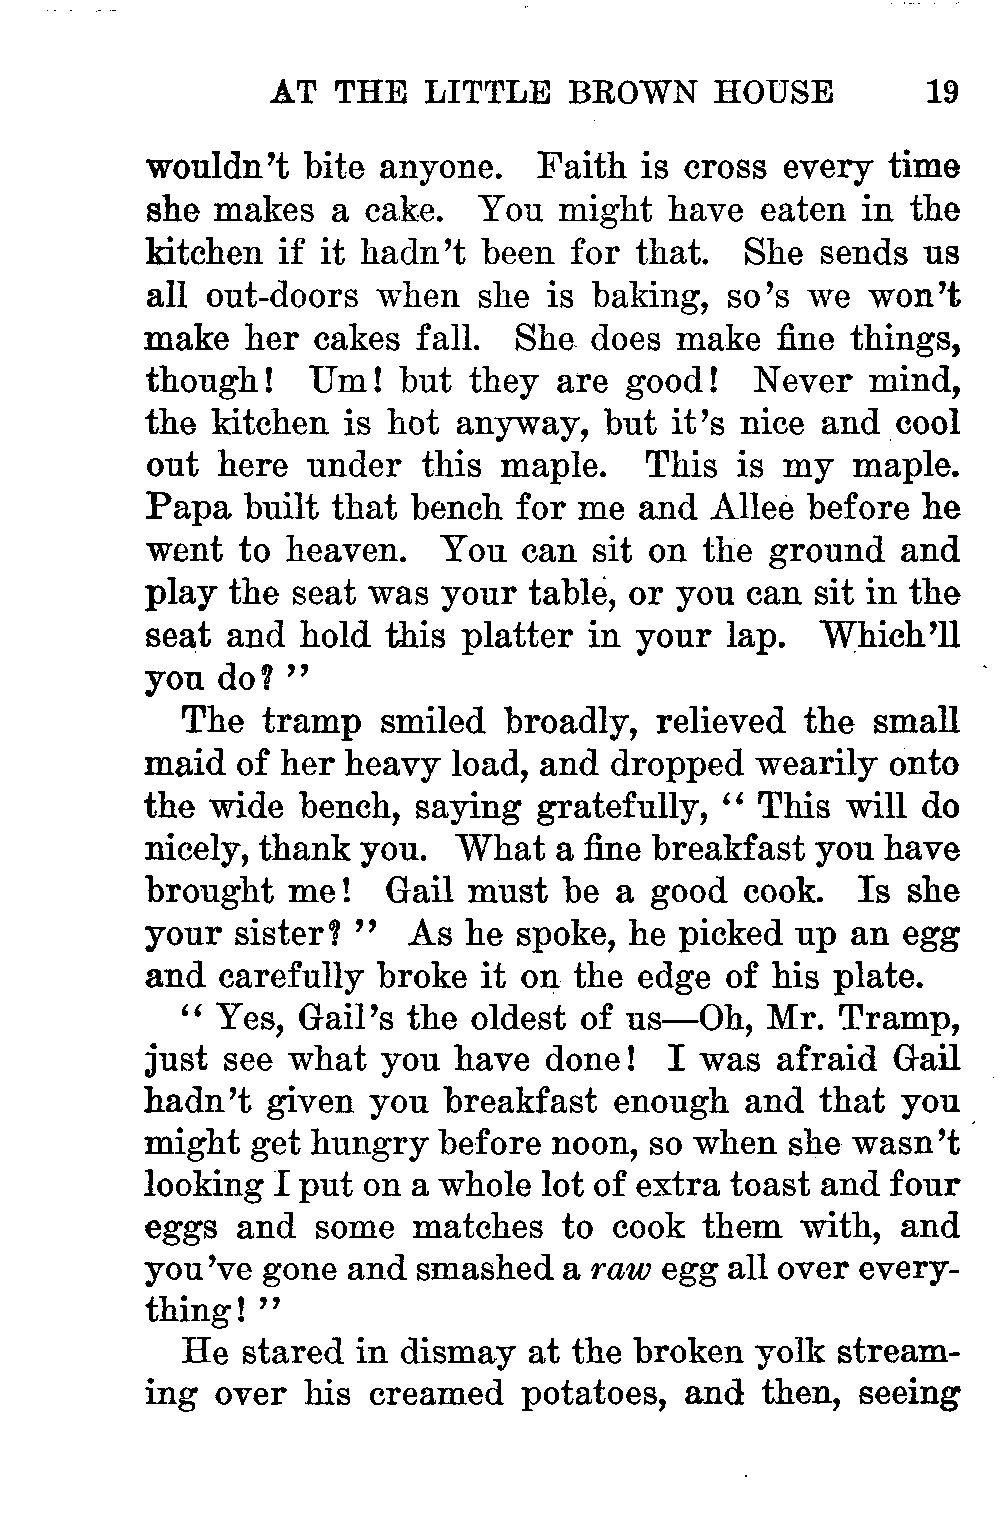 AT THE LITTLE BROWN HOUSE 19
wouldn't bite anyone. Faith is cross every time
she makes a cake. You might have eaten in the
kitchen if it hadn't been for that. She sends us
all out-doors when she is baking, so's we won't
make her cakes fall. She does make fine things,
though! Um! but they are good! Never mind,
the kitchen is hot anyway, but it's nice and cool
out here under this maple. This is my maple.
Papa built that bench for me and Allee before he
went to heaven. You can sit on the ground and
play the seat was your table, or you can sit in the
seat and hold this platter in your lap. Which'll
you do? "
The tramp smiled broadly, relieved the small
maid of her heavy load, and dropped wearily onto
the wide bench, saying gratefully, " This will do
nicely, thank you. What a fine breakfast you have
brought me! Gail must be a good cook. Is she
your sister? " As he spoke, he picked up an egg
and carefully broke it on the edge of his plate.
" Yes, Gail's the oldest of us—Oh, Mr. Tramp,
just see what you have done! I was afraid Gail
hadn't given you breakfast enough and that you
might get hungry before noon, so when she wasn't
looking I put on a whole lot of extra toast and four
eggs and some matches to cook them with, and
you've gone and smashed a raw egg all over every-
thing! "
He stared in dismay at the broken yolk stream-
ing over his creamed potatoes, and then, seeing